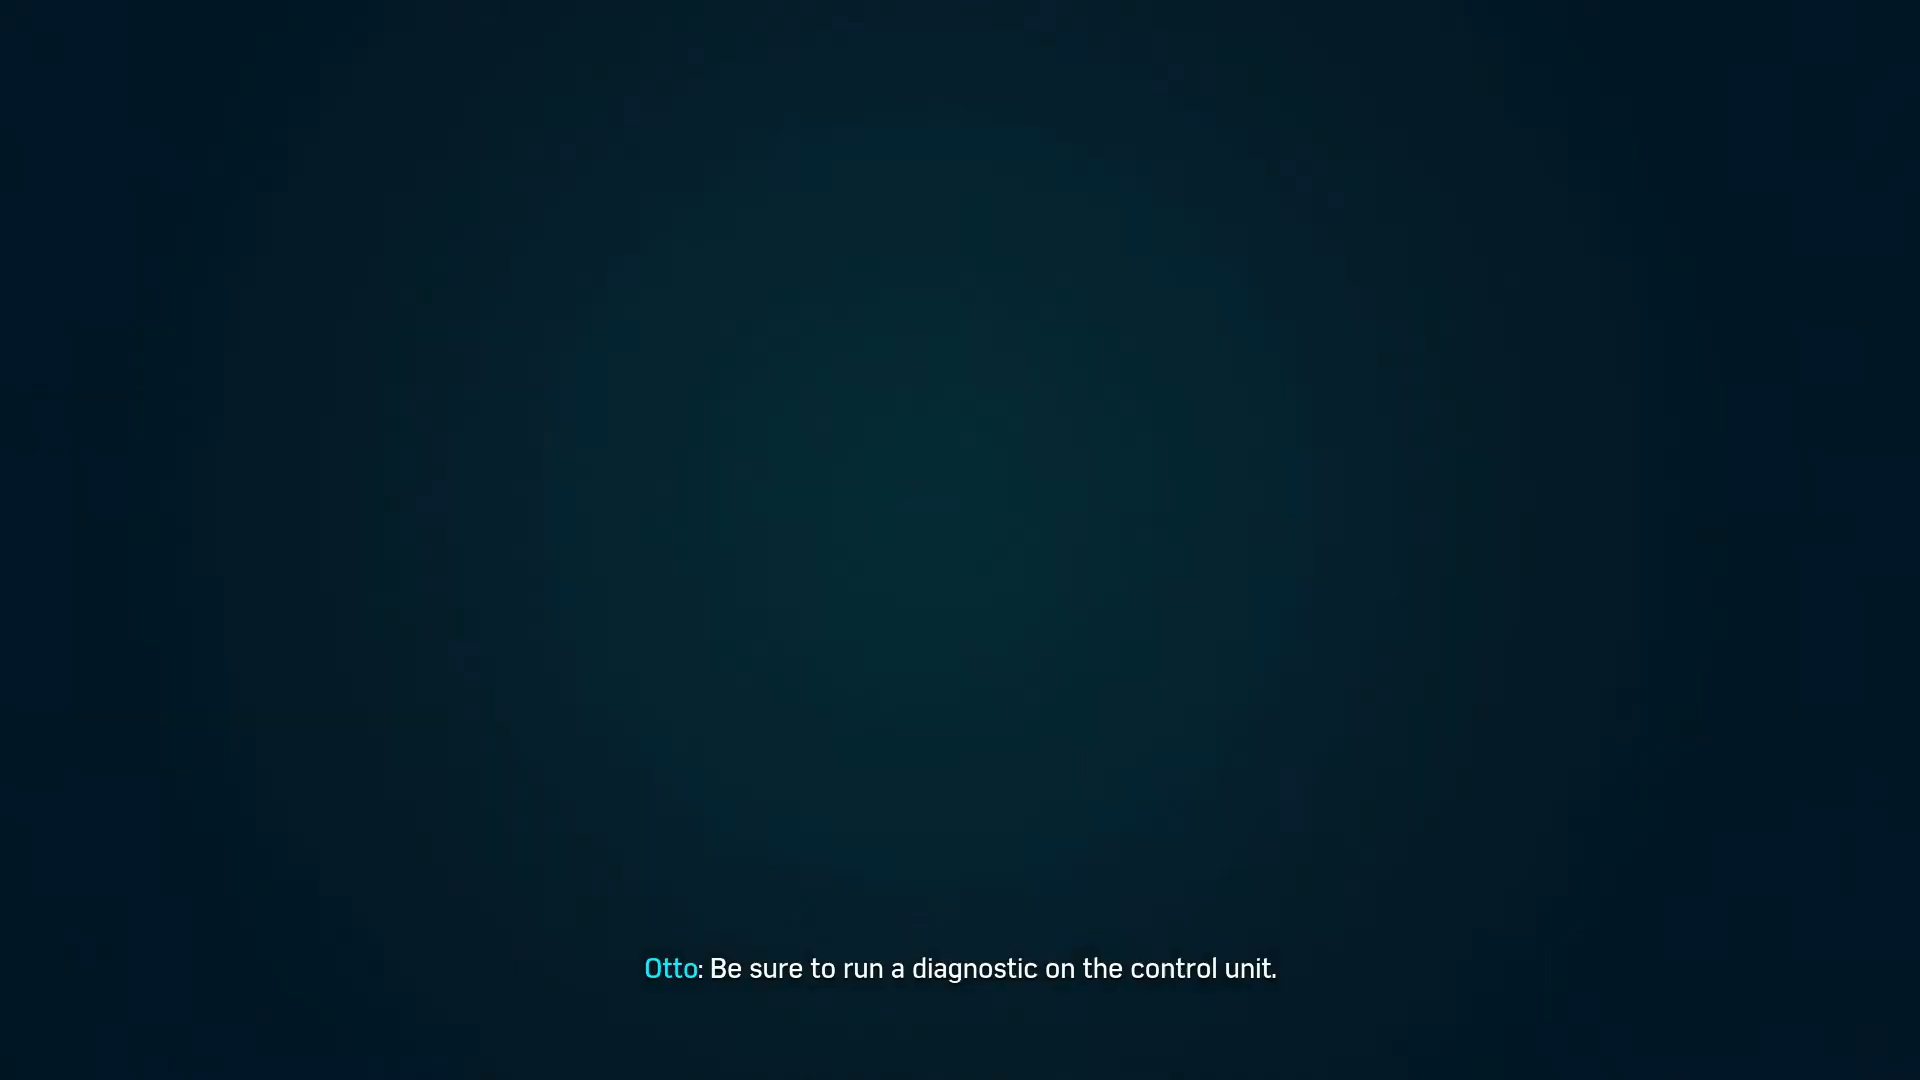 Otto: Be sure to run a diagnostic on the control unit.